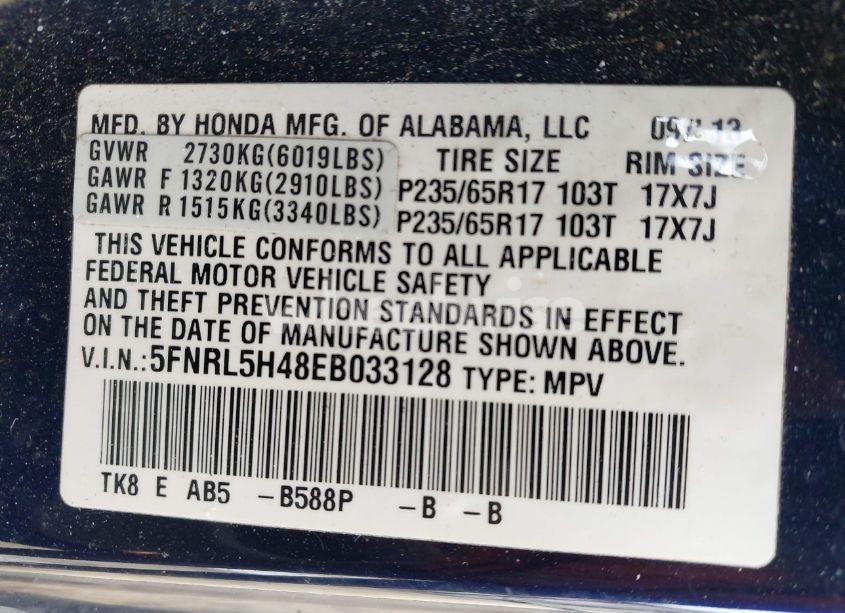 MFD. BY HONDA MFG. OF ALABAMA, LLC 09/13
GVWR 2730KG(6019LBS) TIRE SIZE RIM SIZE
GAWR F 1320KG(2910LBS) P235/65R17 103T 17X7J
GAWR R 1515KG(3340LBS) P235/65R17 103T 17X7J
THIS VEHICLE CONFORMS TO ALL APPLICABLE
FEDERAL MOTOR VEHICLE SAFETY
AND THEFT PREVENTION STANDARDS IN EFFECT
ON THE DATE OF MANUFACTURE SHOWN ABOVE.
V.I.N.:5FNRL5H48EB033128 TYPE: MPV
TK8 E AB5 -B588P -B -B